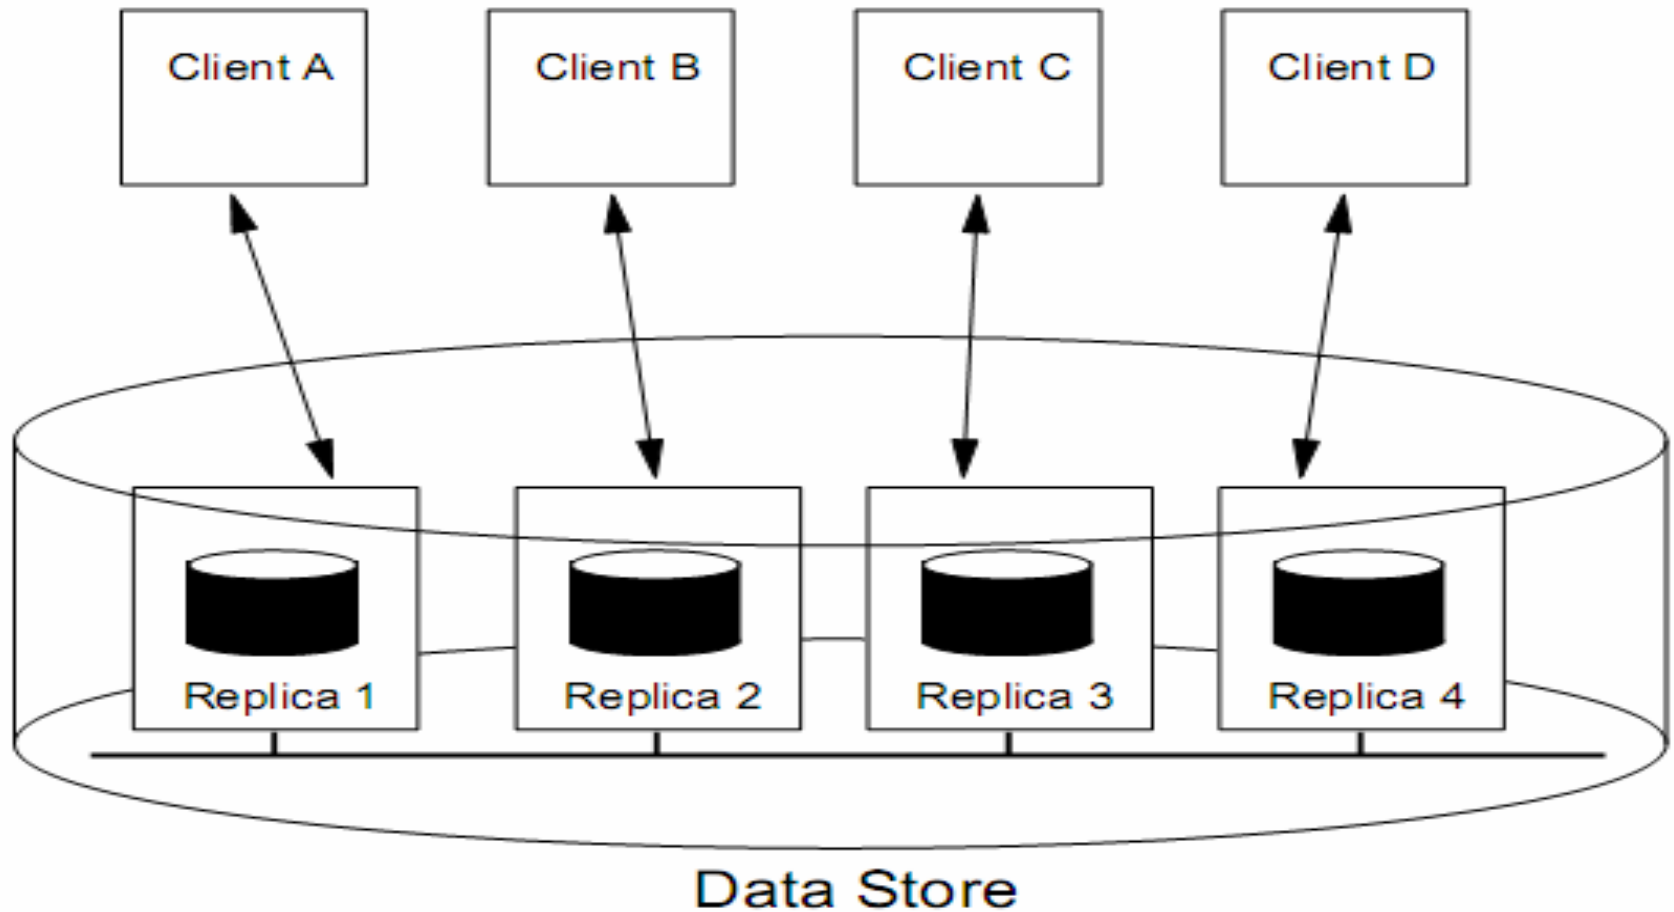 Client A
Client B
Client C
Client D
Replica 1
Replica 2
Replica 3
Replica 4
Data Store